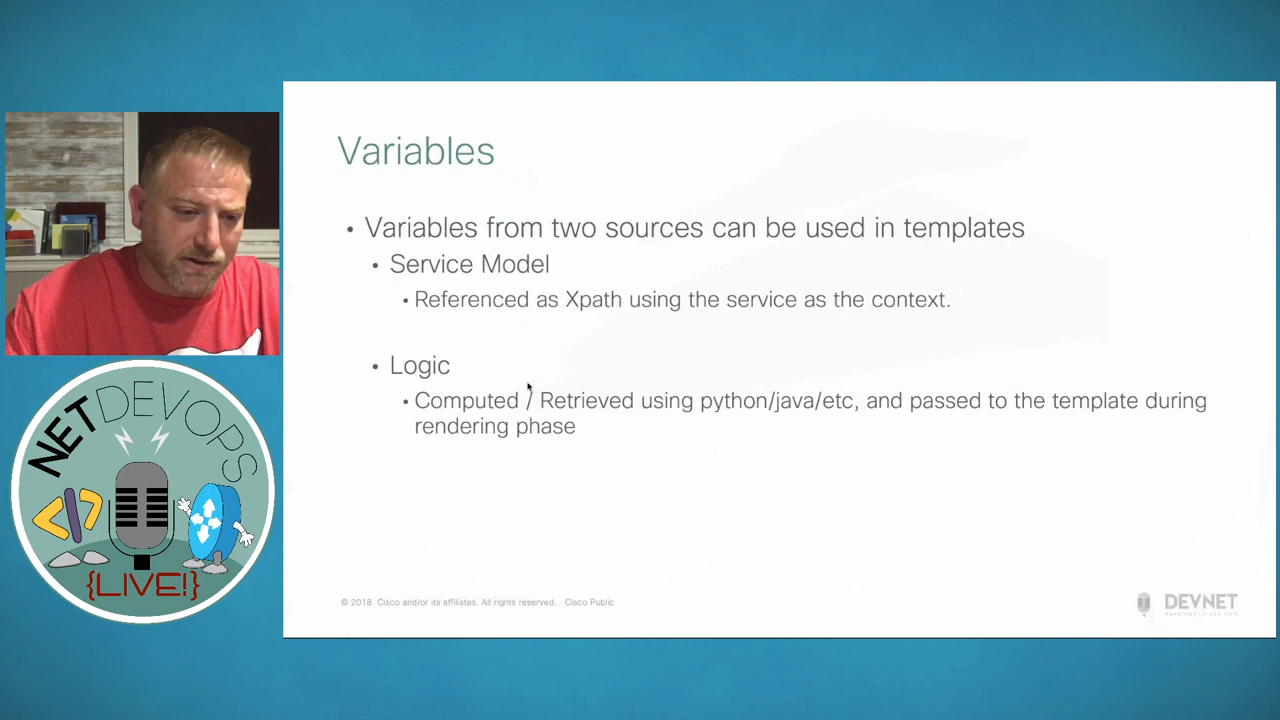 Variables
• Variables from two sources can be used in templates
• Service Model
• Referenced as Xpath using the service as the context.
• Logic
• Computed / Retrieved using python/java/etc, and passed to the template during
rendering phase
© 2018 Cisco and/or its affiliates. All rights reserved. Cisco Public
DEVNET
NETDEVOPS
</>
{LIVE!}